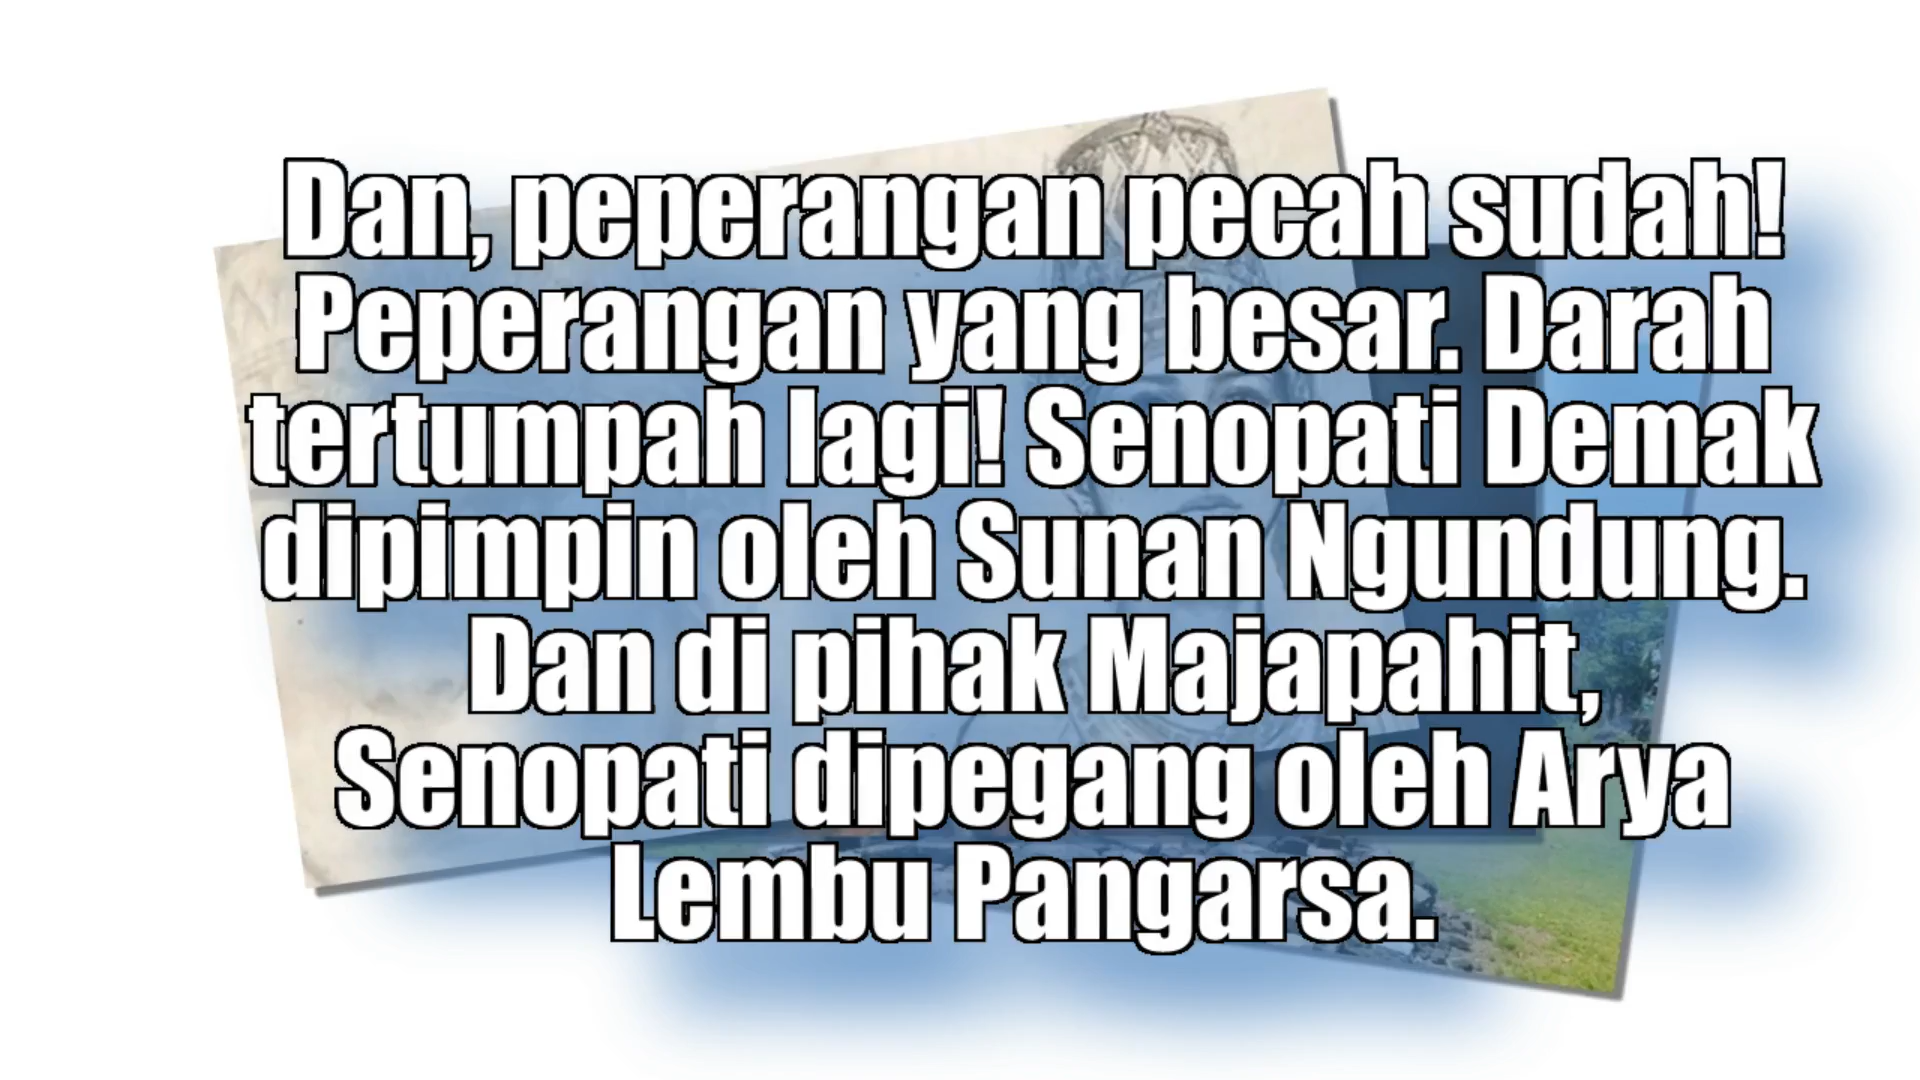 Dan, peperangan pecah sudah!
Peperangan yang besar. Darah
tertumpah lagi! Senopati Demak
dipimpin oleh Sunan Ngundung.
Dan di pihak Majapahit,
Senopati dipegang oleh Arya
Lembu Pangarsa.